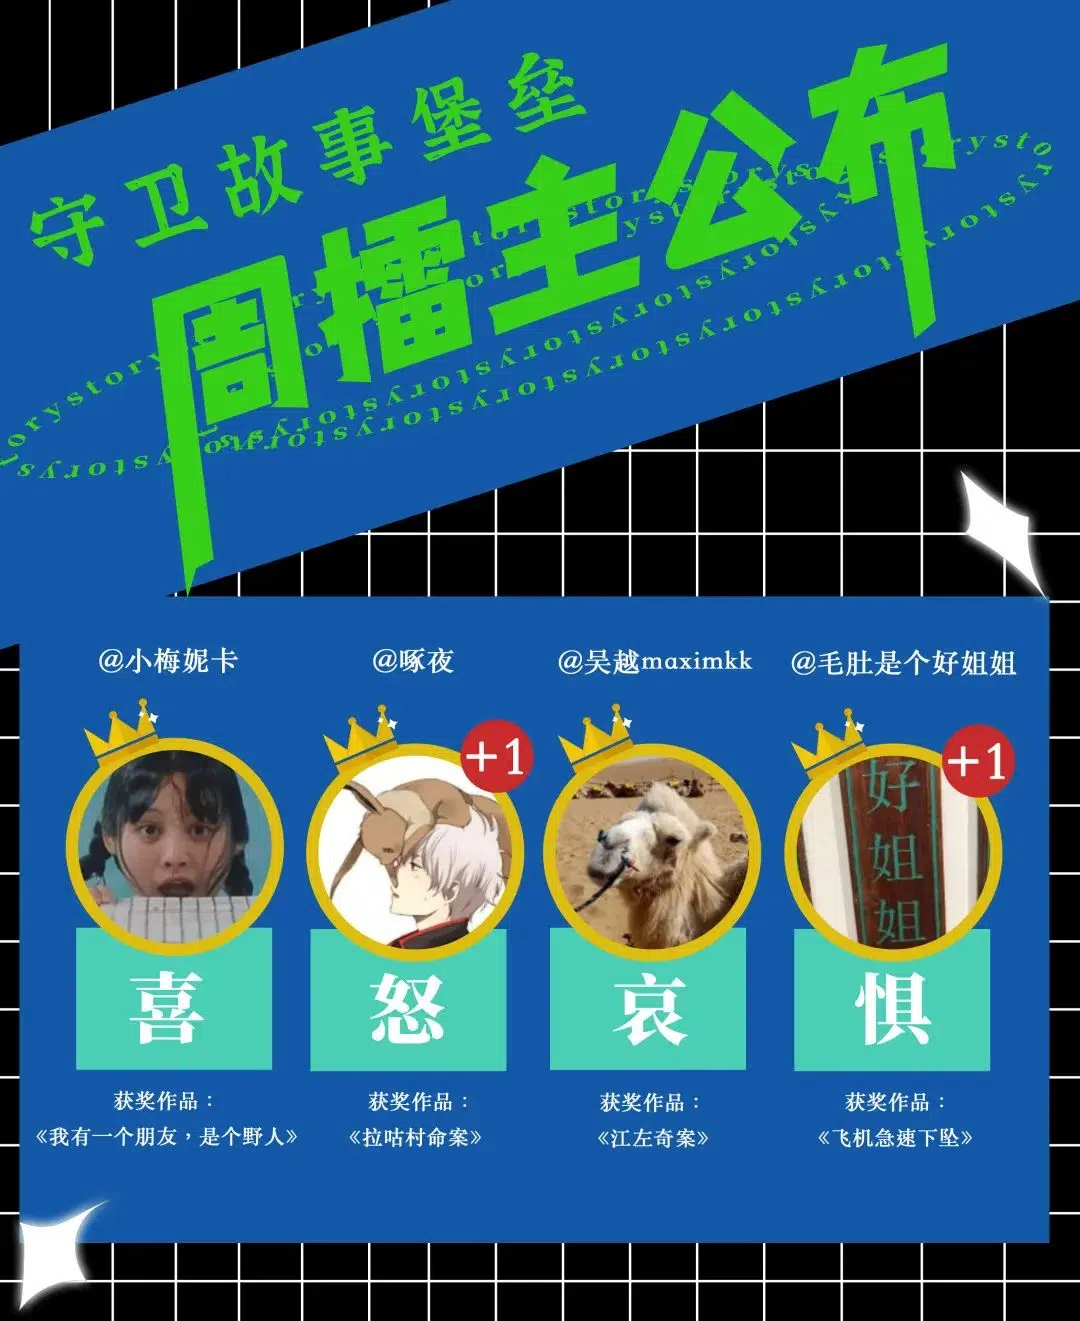 守卫故事堡垒
周擂主公布
@小梅妮卡
@啄夜
@吴越maximkk
@毛肚是个好姐姐
+1
+1
好
姐
姐
喜
怒
哀
惧
获奖作品：
《我有一个朋友，是个野人》
获奖作品：
《拉咕村命案》
获奖作品：
《江左奇案》
获奖作品：
《飞机急速下坠》